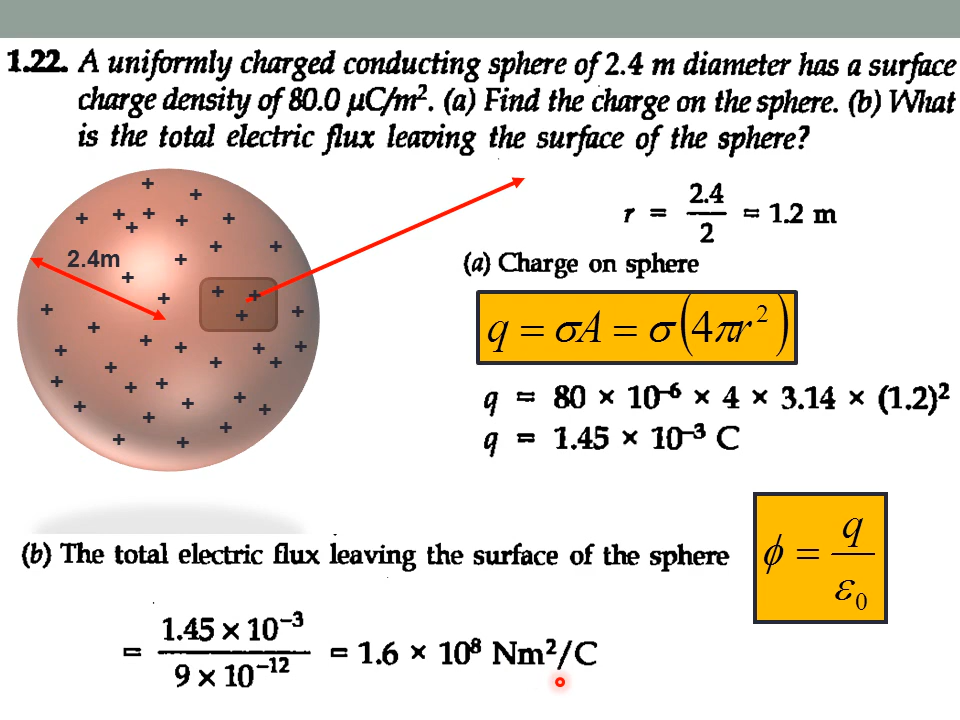 1.22. A uniformly charged conducting sphere of 2.4 m diameter has a surface
charge density of 80.0 μC/m². (a) Find the charge on the sphere. (b) What
is the total electric flux leaving the surface of the sphere?
r = 2.4/2 = 1.2 m
2.4m
(a) Charge on sphere
q = σA = σ(4πr²)
q = 80 × 10⁻⁶ × 4 × 3.14 × (1.2)²
q = 1.45 × 10⁻³ C
(b) The total electric flux leaving the surface of the sphere
ϕ = q/ε₀
= 1.45 × 10⁻³ / 9 × 10⁻¹² = 1.6 × 10⁸ Nm²/C